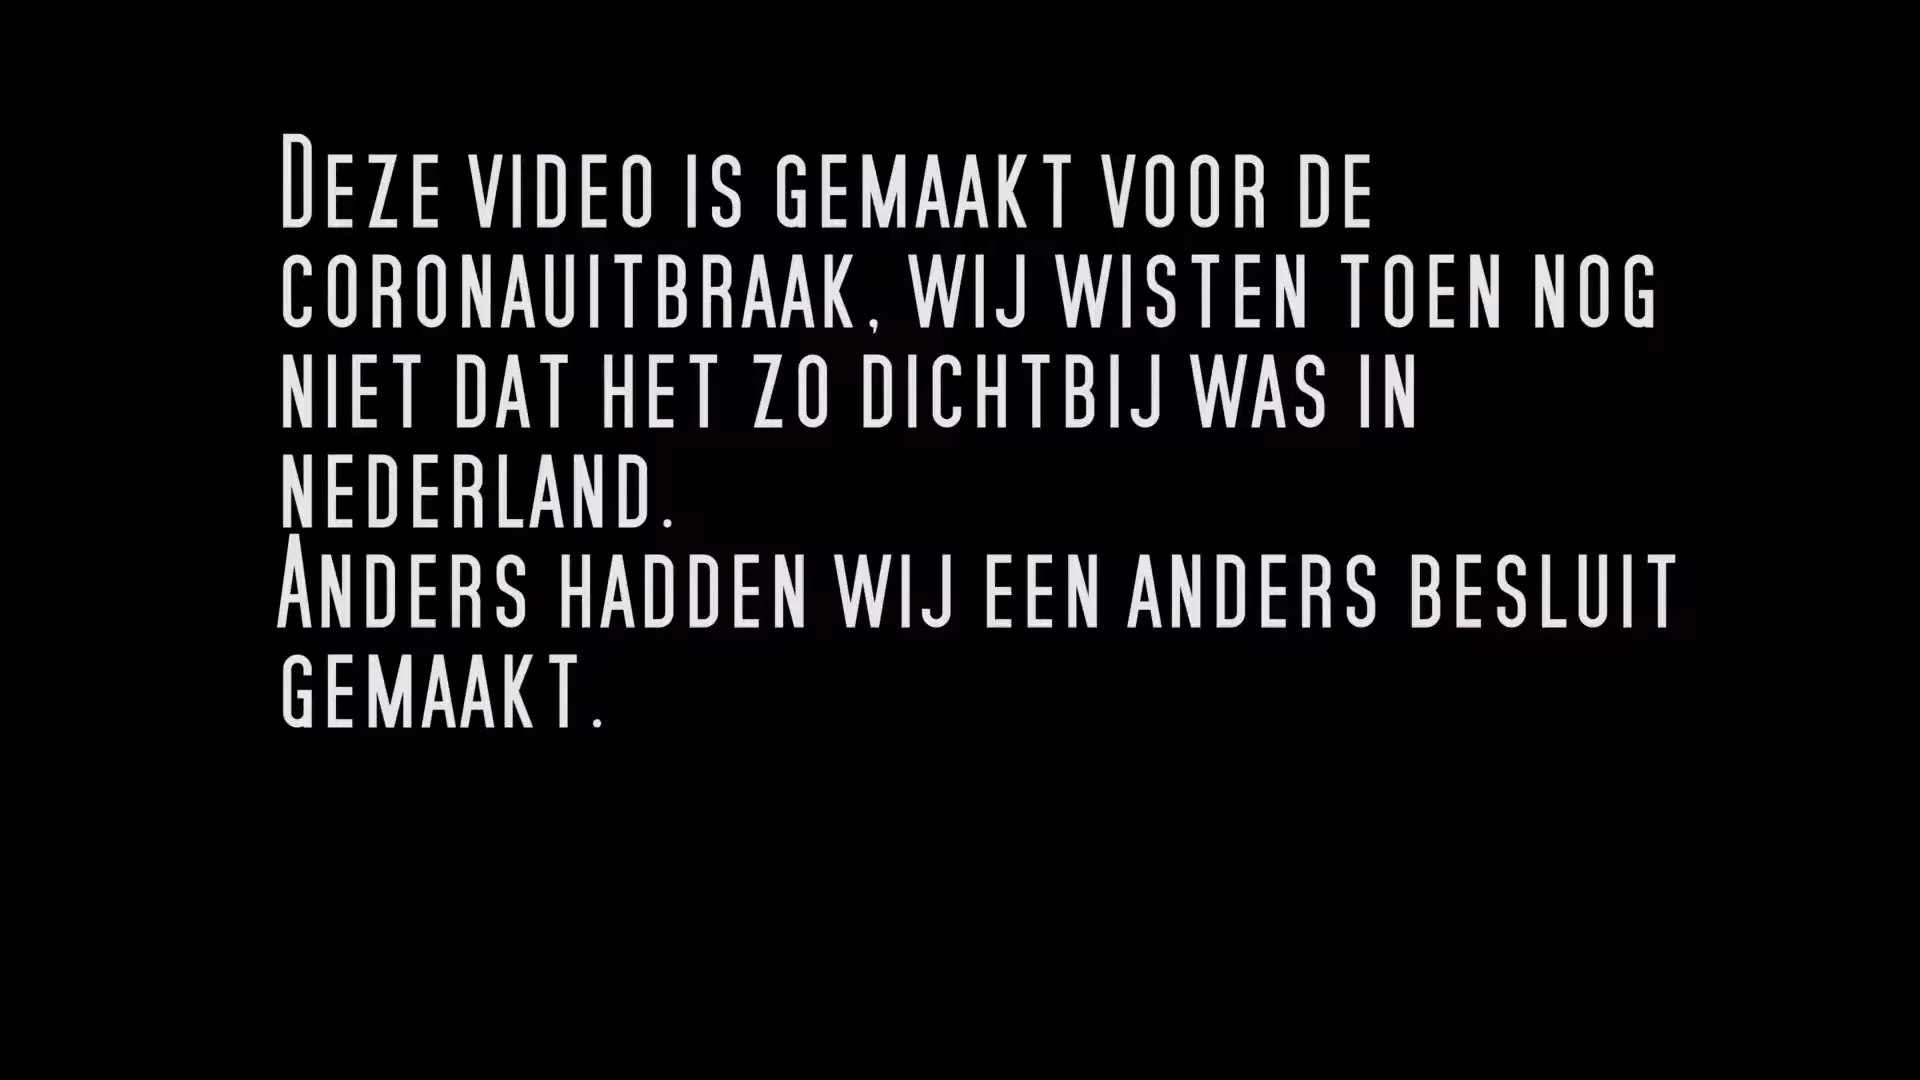 Deze video is gemaakt voor de
coronauitbraak, wij wisten toen nog
niet dat het zo dichtbij was in
nederland.
Anders hadden wij een anders besluit
gemaakt.